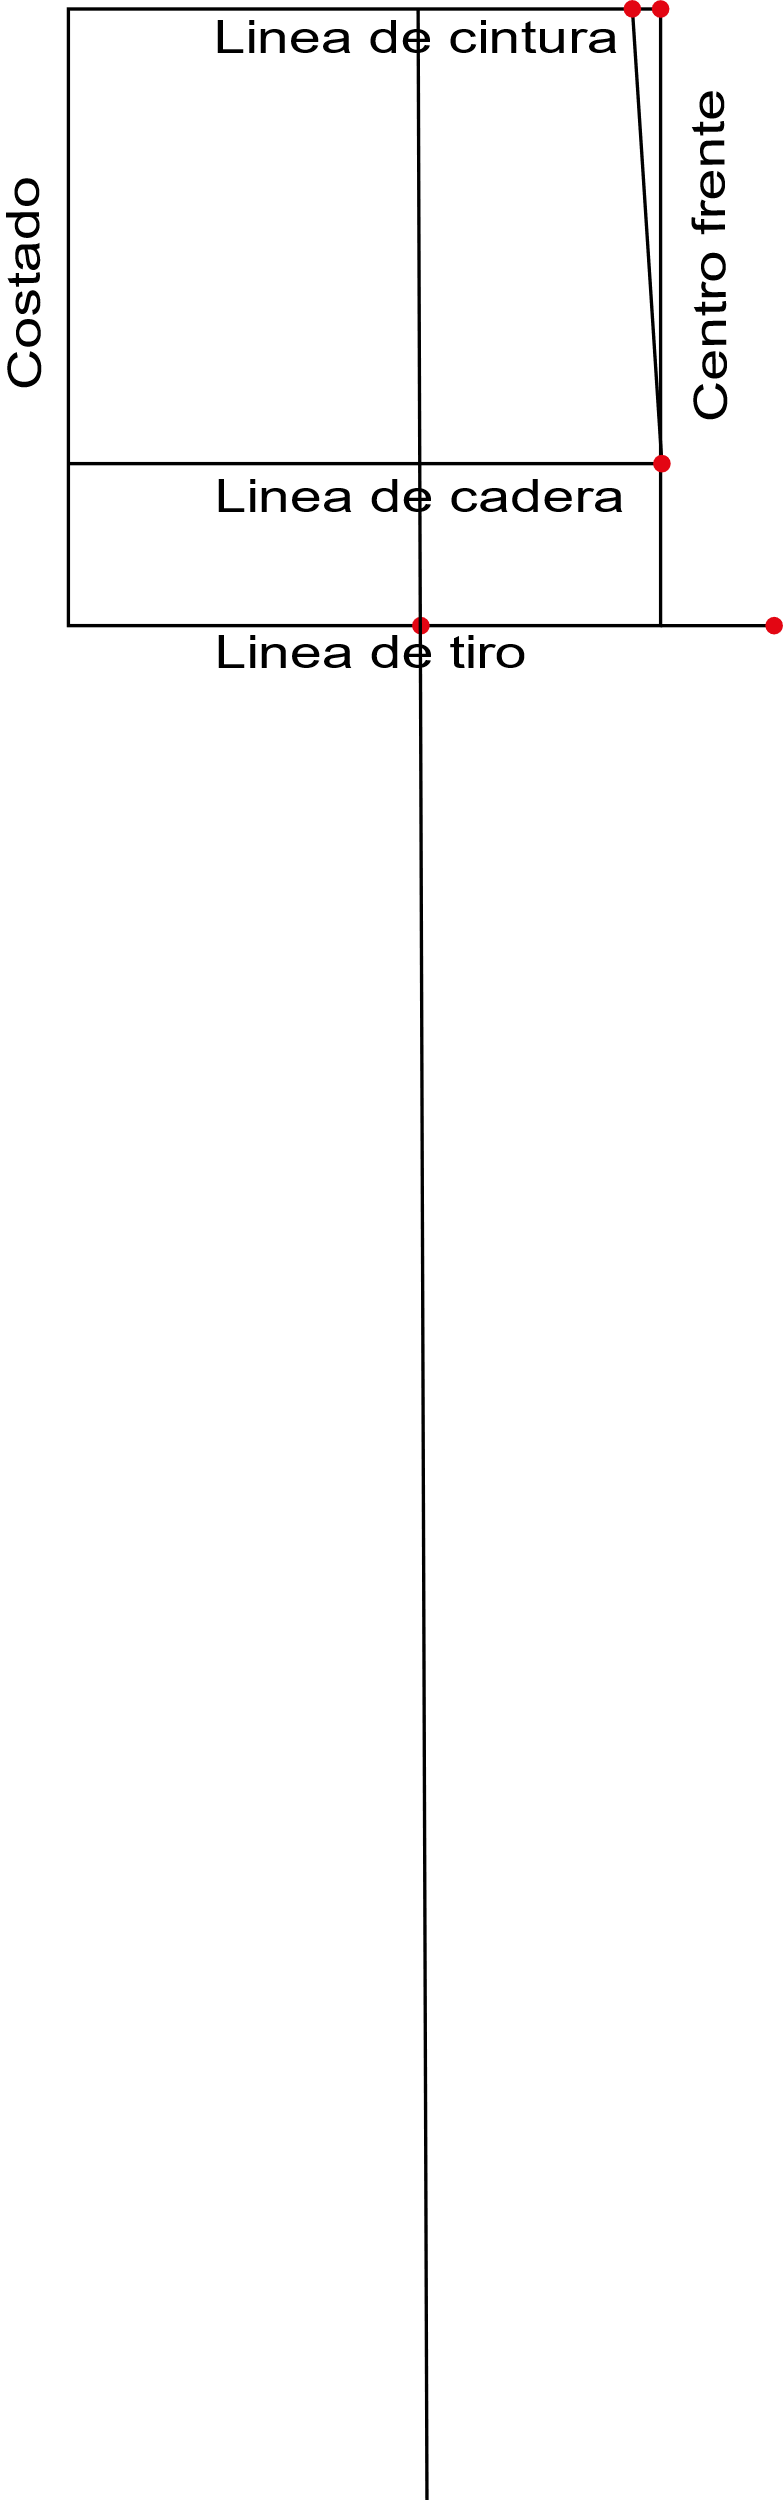 Linea de cintura
Costado
Centro frente
Linea de cadera
Linea de tiro